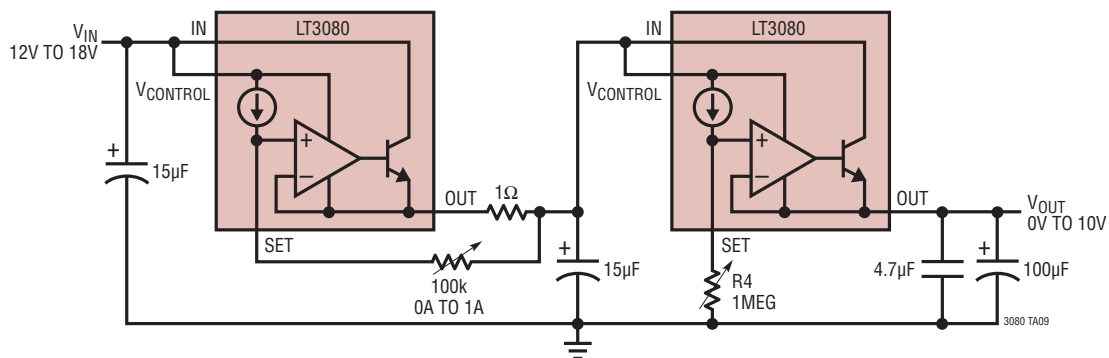 VIN
12V TO 18V
IN
LT3080
VCONTROL
+
–
+
15µF
OUT
1Ω
SET
100k
0A TO 1A
+
15µF
IN
LT3080
VCONTROL
+
–
OUT
SET
R4
1MEG
4.7µF
+
100µF
VOUT
0V TO 10V
3080 TA09